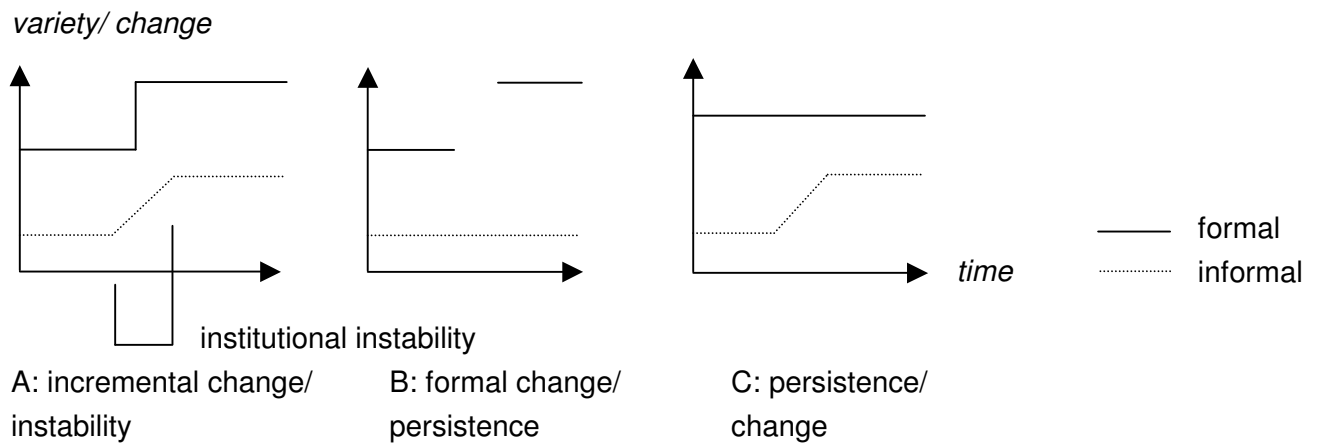 variety/ change
formal
time
informal
institutional instability
A: incremental change/
instability
B: formal change/
persistence
C: persistence/
change